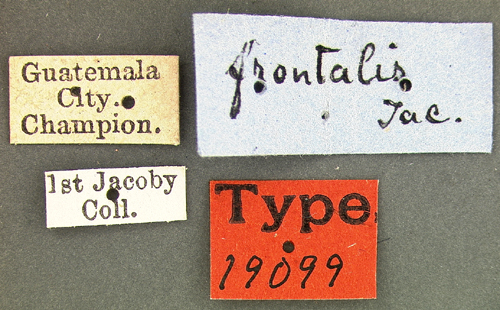 Guatemala
City.
Champion.
frontalis
Jac.
1st Jacoby
Coll.
Type
19099